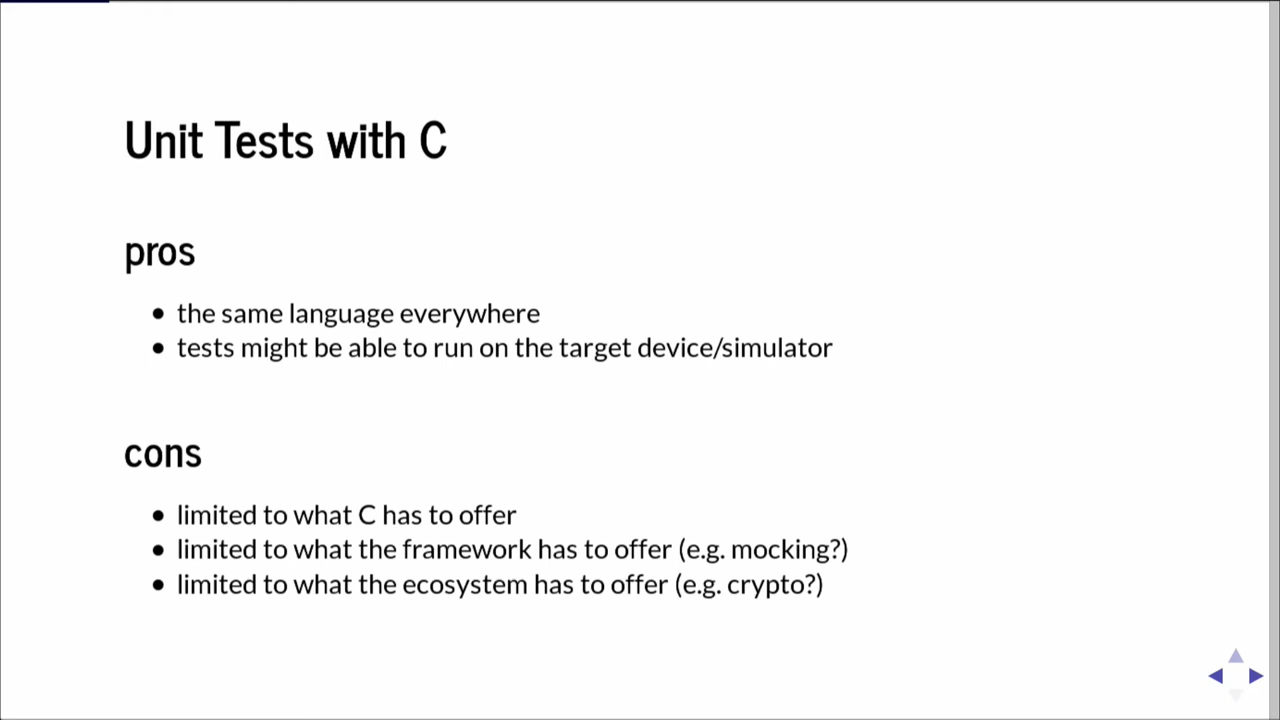 Unit Tests with C
pros
• the same language everywhere
• tests might be able to run on the target device/simulator
cons
• limited to what C has to offer
• limited to what the framework has to offer (e.g. mocking?)
• limited to what the ecosystem has to offer (e.g. crypto?)